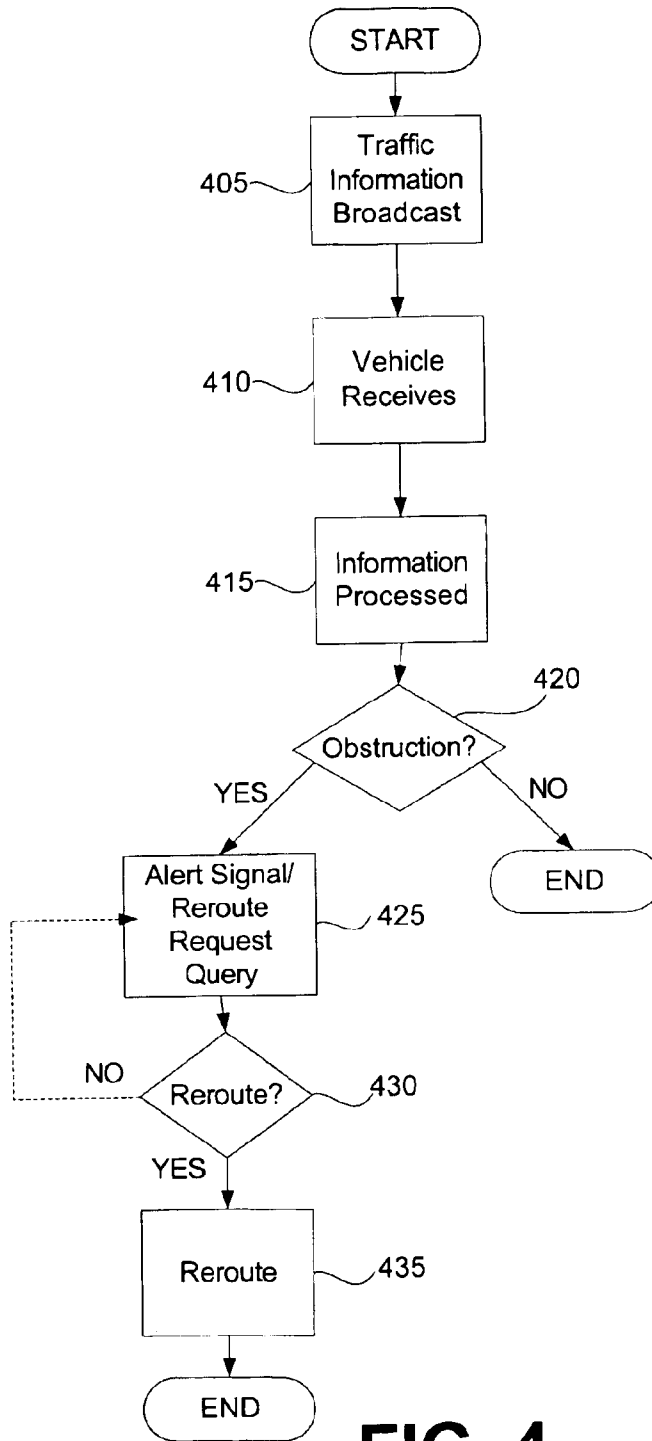 START
Traffic
Information
Broadcast
405
Vehicle
Receives
410
Information
Processed
415
420
Obstruction?
YES
NO
END
Alert Signal/
Reroute
Request
Query
425
NO
Reroute?
430
YES
Reroute
435
END
FIG. 4